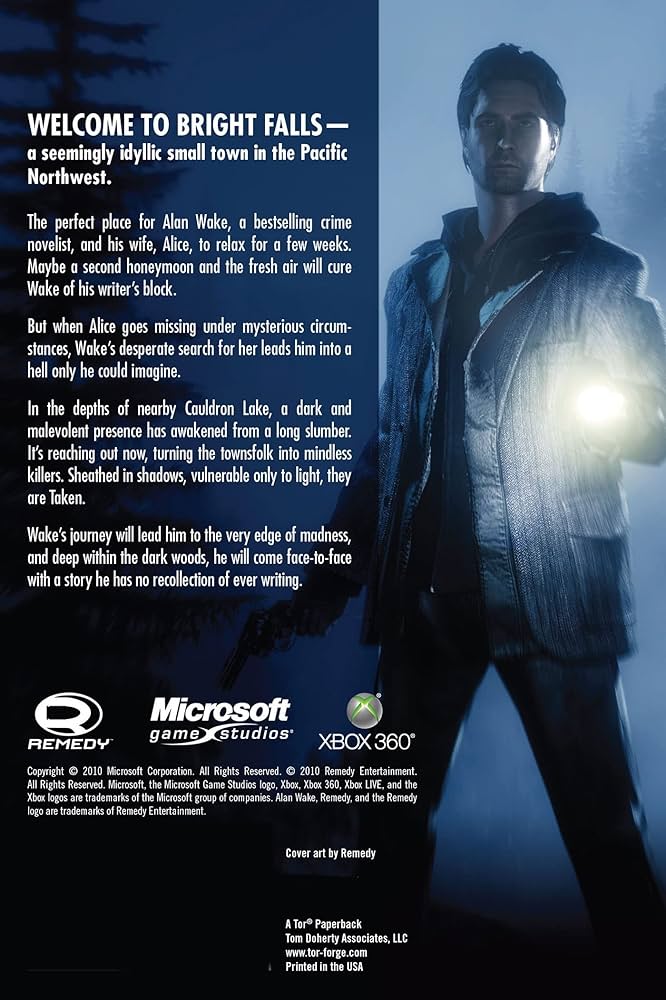 WELCOME TO BRIGHT FALLS—
a seemingly idyllic small town in the Pacific
Northwest.
The perfect place for Alan Wake, a bestselling crime
novelist, and his wife, Alice, to relax for a few weeks.
Maybe a second honeymoon and the fresh air will cure
Wake of his writer's block.
But when Alice goes missing under mysterious circum-
stances, Wake's desperate search for her leads him into a
hell only he could imagine.
In the depths of nearby Cauldron Lake, a dark and
malevolent presence has awakened from a long slumber.
It's reaching out now, turning the townsfolk into mindless
killers. Sheathed in shadows, vulnerable only to light, they
are Taken.
Wake's journey will lead him to the very edge of madness,
and deep within the dark woods, he will come face-to-face
with a story he has no recollection of ever writing.
REMEDY
Microsoft
game studios®
XBOX 360®
Copyright © 2010 Microsoft Corporation. All Rights Reserved. © 2010 Remedy Entertainment.
All Rights Reserved. Microsoft, the Microsoft Game Studios logo, Xbox, Xbox 360, Xbox LIVE, and the
Xbox logos are trademarks of the Microsoft group of companies. Alan Wake, Remedy, and the Remedy
logo are trademarks of Remedy Entertainment.
Cover art by Remedy
A Tor® Paperback
Tom Doherty Associates, LLC
www.tor-forge.com
Printed in the USA